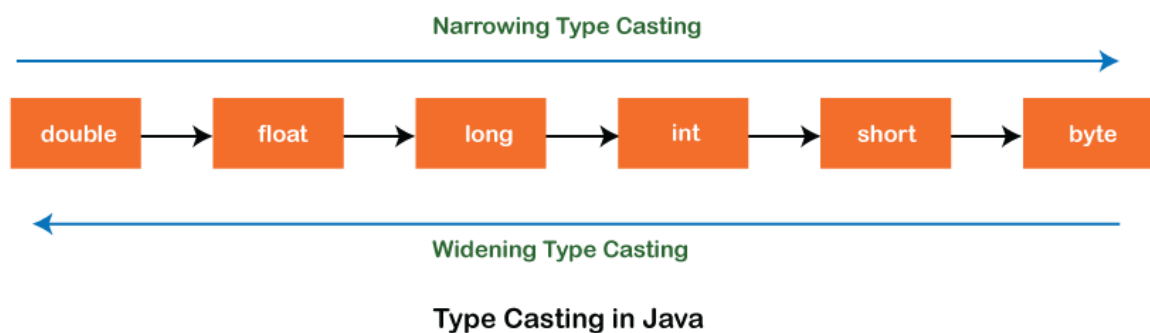 Narrowing Type Casting
double
float
long
int
short
byte
Widening Type Casting
Type Casting in Java